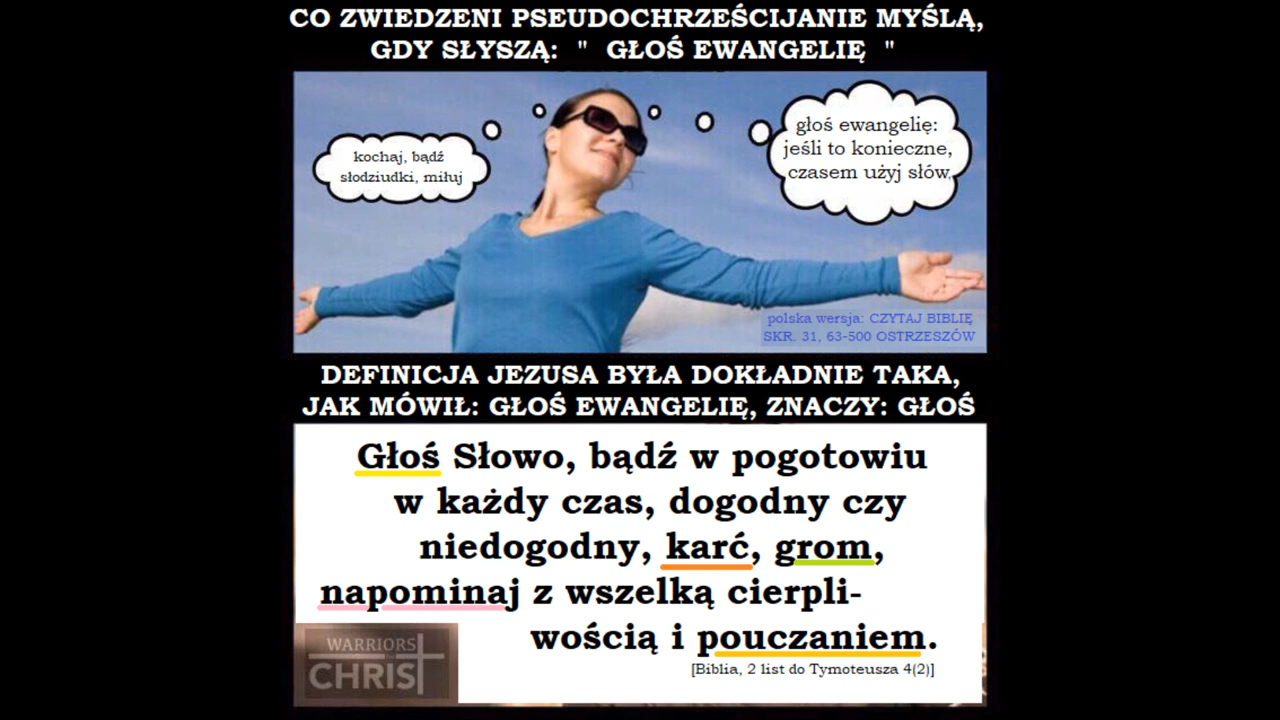 CO ZWIEDZENI PSEUDOCHRZEŚCIJANIE MYŚLĄ,
GDY SŁYSZĄ: " GŁOŚ EWANGELIĘ "
kochaj, bądź
słodziudki, miłuj
głoś ewangelię:
jeśli to konieczne,
czasem użyj słów.
polska wersja: CZYTAJ BIBLIĘ
SKR. 31, 63-500 OSTRZESZÓW
DEFINICJA JEZUSA BYŁA DOKŁADNIE TAKA,
JAK MÓWIŁ: GŁOŚ EWANGELIĘ, ZNACZY: GŁOŚ
Głoś Słowo, bądź w pogotowiu
w każdy czas, dogodny czy
niedogodny, karć, grom,
napominaj z wszelką cierpli-
wością i pouczaniem.
[Biblia, 2 list do Tymoteusza 4(2)]
WARRIORS
CHRIST